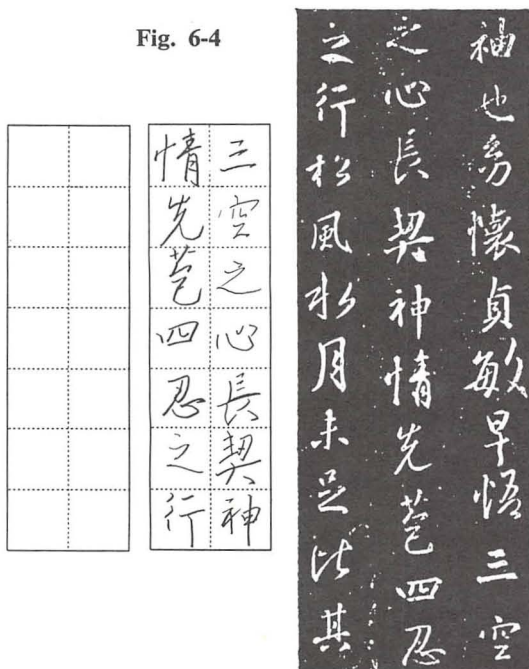 Fig. 6-4
三空之心長契神
情先苞四忍之行
袖也幼懷貞敏早悟三空
之心長契神情先苞四忍
之行松風水月未足比其